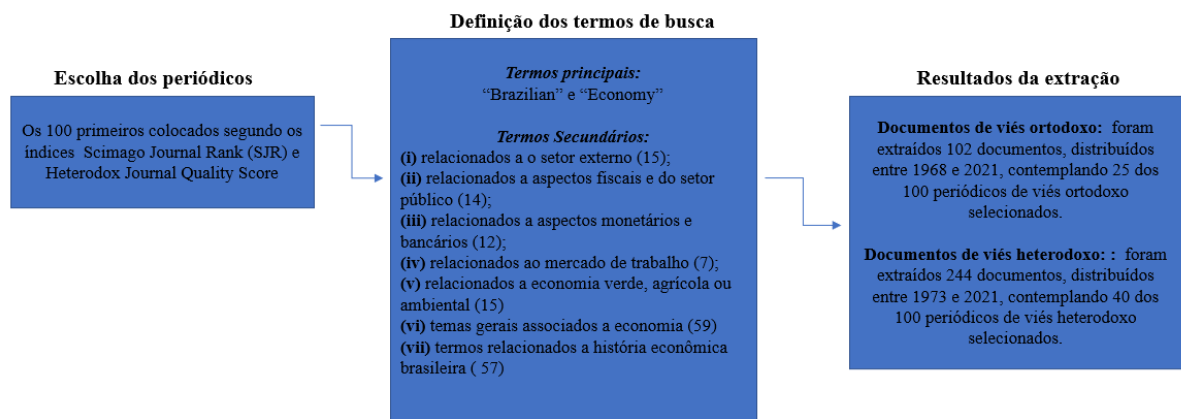 Escolha dos periódicos
Os 100 primeiros colocados segundo os
índices Scimago Journal Rank (SJR) e
Heterodox Journal Quality Score
Definição dos termos de busca
Termos principais:
“Brazilian” e “Economy”
Termos Secundários:
(i) relacionados a o setor externo (15);
(ii) relacionados a aspectos fiscais e do setor
público (14);
(iii) relacionados a aspectos monetários e
bancários (12);
(iv) relacionados ao mercado de trabalho (7);
(v) relacionados a economia verde, agrícola ou
ambiental (15)
(vi) temas gerais associados a economia (59)
(vii) termos relacionados a história econômica
brasileira ( 57)
Resultados da extração
Documentos de viés ortodoxo: foram
extraídos 102 documentos, distribuídos
entre 1968 e 2021, contemplando 25 dos
100 periódicos de viés ortodoxo
selecionados.
Documentos de viés heterodoxo: : foram
extraídos 244 documentos, distribuídos
entre 1973 e 2021, contemplando 40 dos
100 periódicos de viés heterodoxo
selecionados.